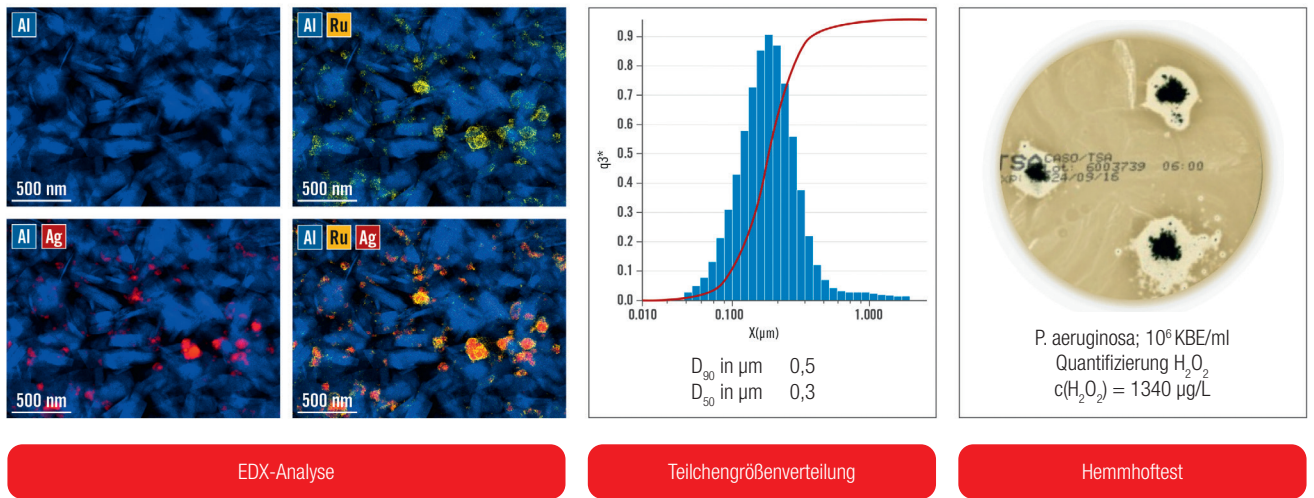 Al
500 nm
Al Ru
500 nm
Al Ag
500 nm
Al Ru Ag
500 nm
EDX-Analyse
q3*
0.9
0.8
0.7
0.6
0.5
0.4
0.3
0.2
0.1
0.0
0.010 0.100 1.000
X(µm)
D₉₀ in µm 0,5
D₅₀ in µm 0,3
Teilchengrößenverteilung
TSA CASO/TSA
6003739 06:00
24/09/16
P. aeruginosa; 10⁶ KBE/ml
Quantifizierung H₂O₂
c(H₂O₂) = 1340 µg/L
Hemmhoftest